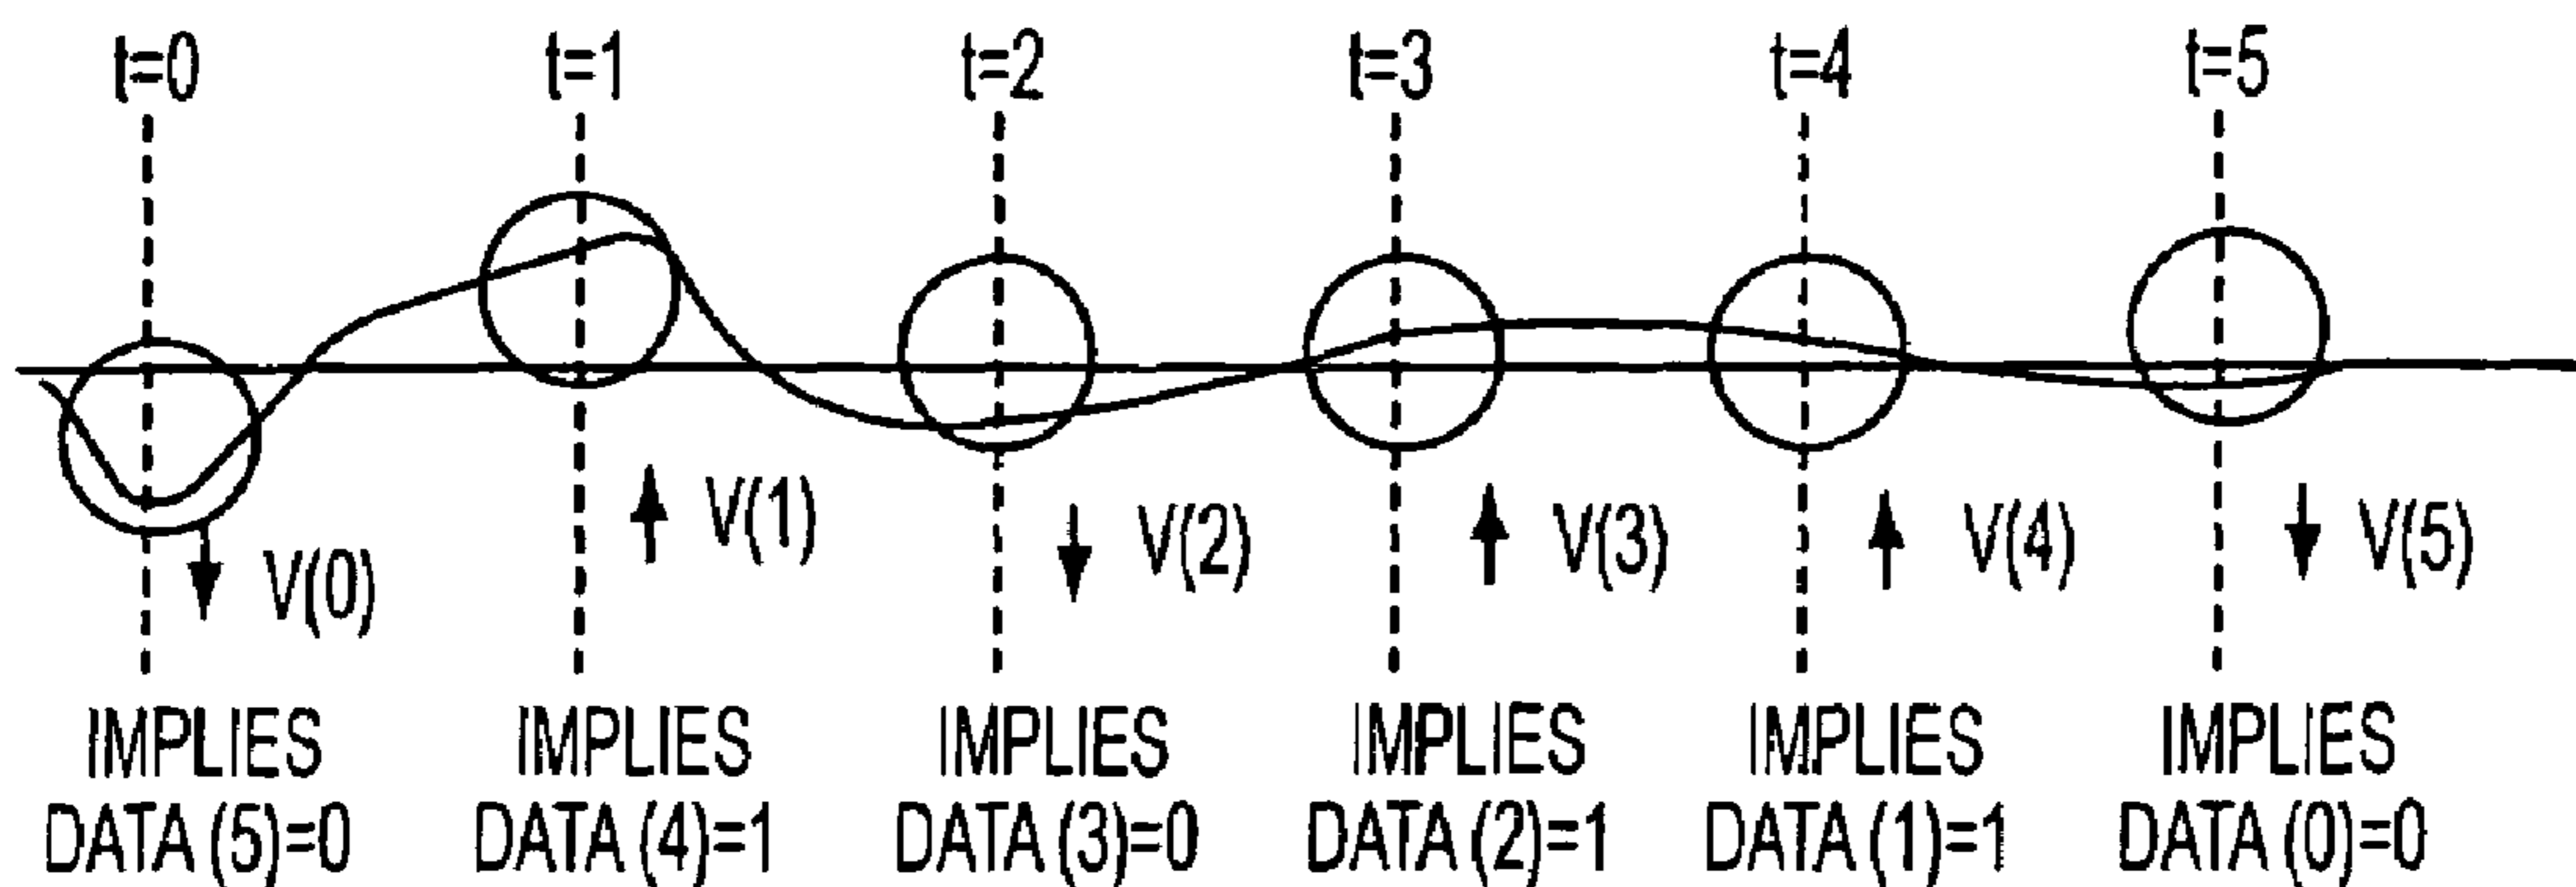 t=0 t=1 t=2 t=3 t=4 t=5
V(0) V(1) V(2) V(3) V(4) V(5)
IMPLIES IMPLIES IMPLIES IMPLIES IMPLIES IMPLIES
DATA (5)=0 DATA (4)=1 DATA (3)=0 DATA (2)=1 DATA (1)=1 DATA (0)=0